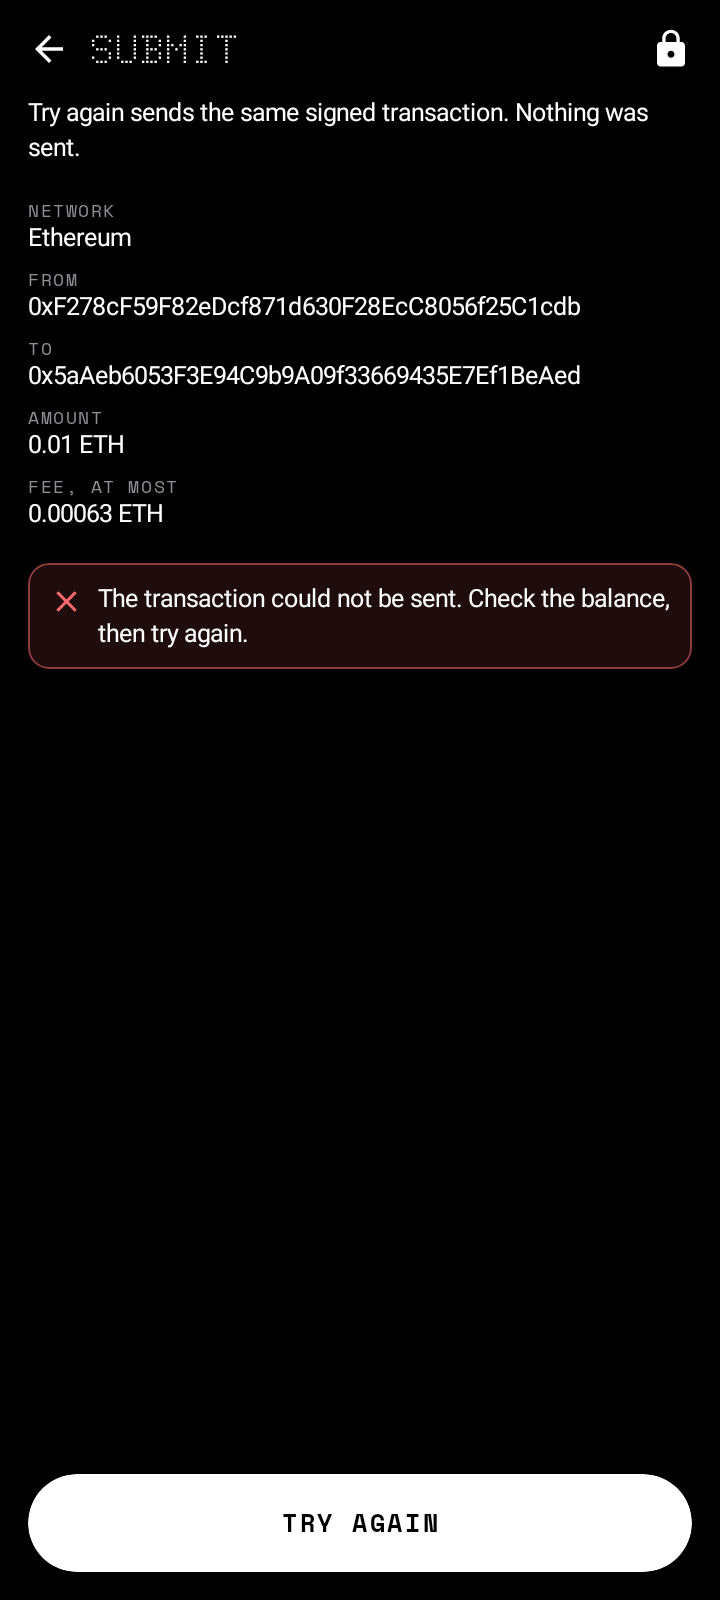 SUBMIT
Try again sends the same signed transaction. Nothing was
sent.
NETWORK
Ethereum
FROM
0xF278cF59F82eDcf871d630F28EcC8056f25C1cdb
TO
0x5aAeb6053F3E94C9b9A09f33669435E7Ef1BeAed
AMOUNT
0.01 ETH
FEE, AT MOST
0.00063 ETH
The transaction could not be sent. Check the balance,
then try again.
TRY AGAIN